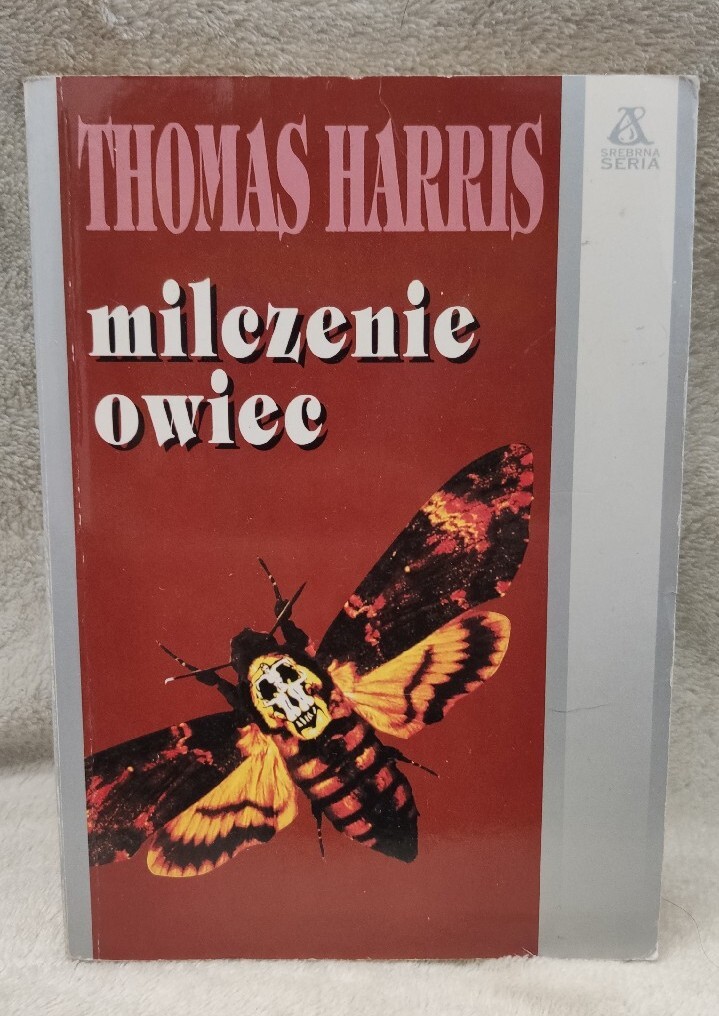 THOMAS HARRIS
milczenie
owiec
SREBRNA
SERIA